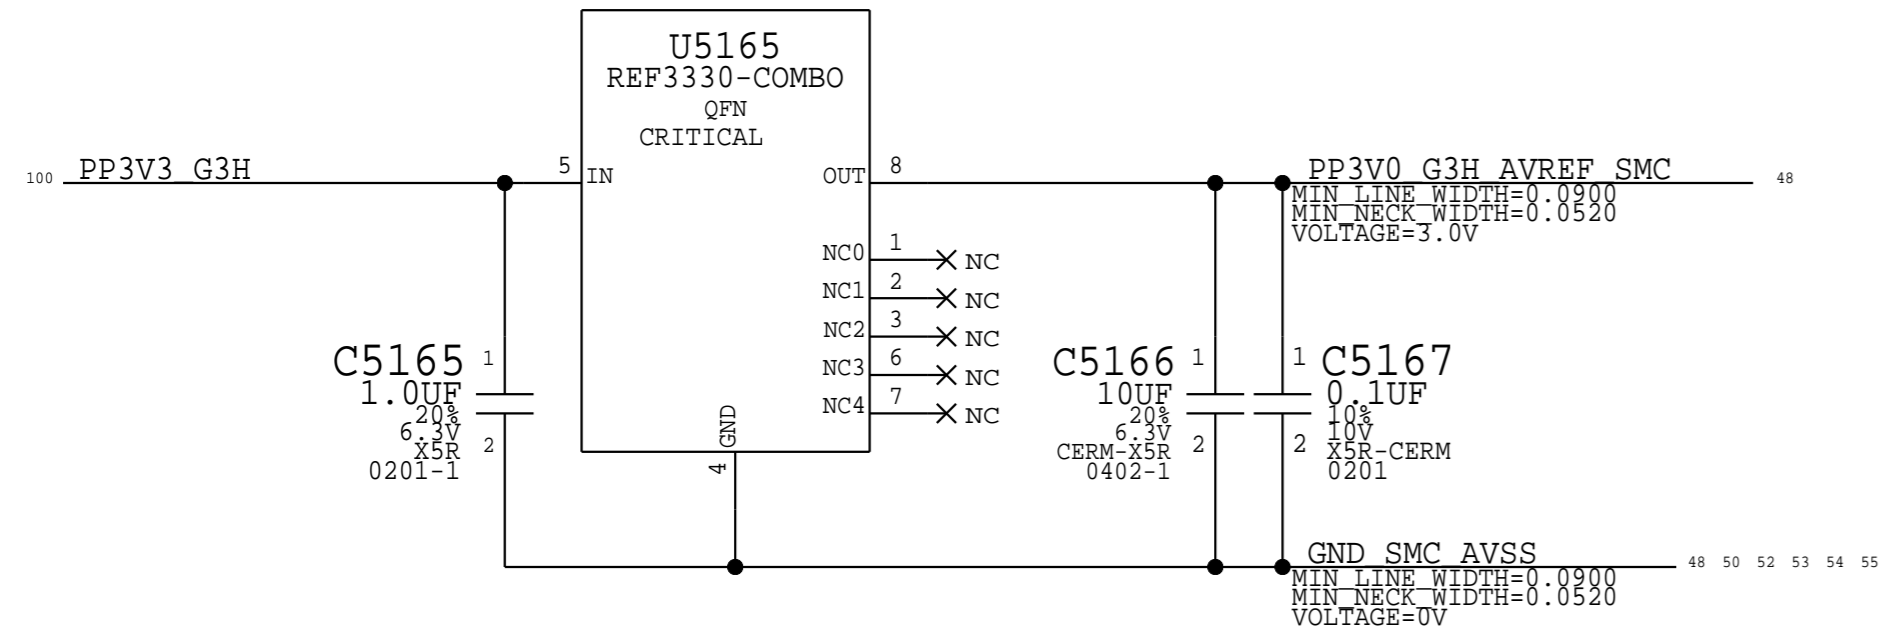 U5165
REF3330-COMBO
QFN
CRITICAL
100 PP3V3_G3H
5 IN
OUT 8
PP3V0_G3H_AVREF_SMC 48
MIN_LINE_WIDTH=0.0900
MIN_NECK_WIDTH=0.0520
VOLTAGE=3.0V
NC0 1 NC
NC1 2 NC
NC2 3 NC
NC3 6 NC
NC4 7 NC
GND
4
C5165 1
1.0UF
20%
6.3V
X5R 2
0201-1
C5166 1
10UF
20%
6.3V
CERM-X5R 2
0402-1
1 C5167
0.1UF
10%
10V
2 X5R-CERM
0201
GND_SMC_AVSS 48 50 52 53 54 55
MIN_LINE_WIDTH=0.0900
MIN_NECK_WIDTH=0.0520
VOLTAGE=0V